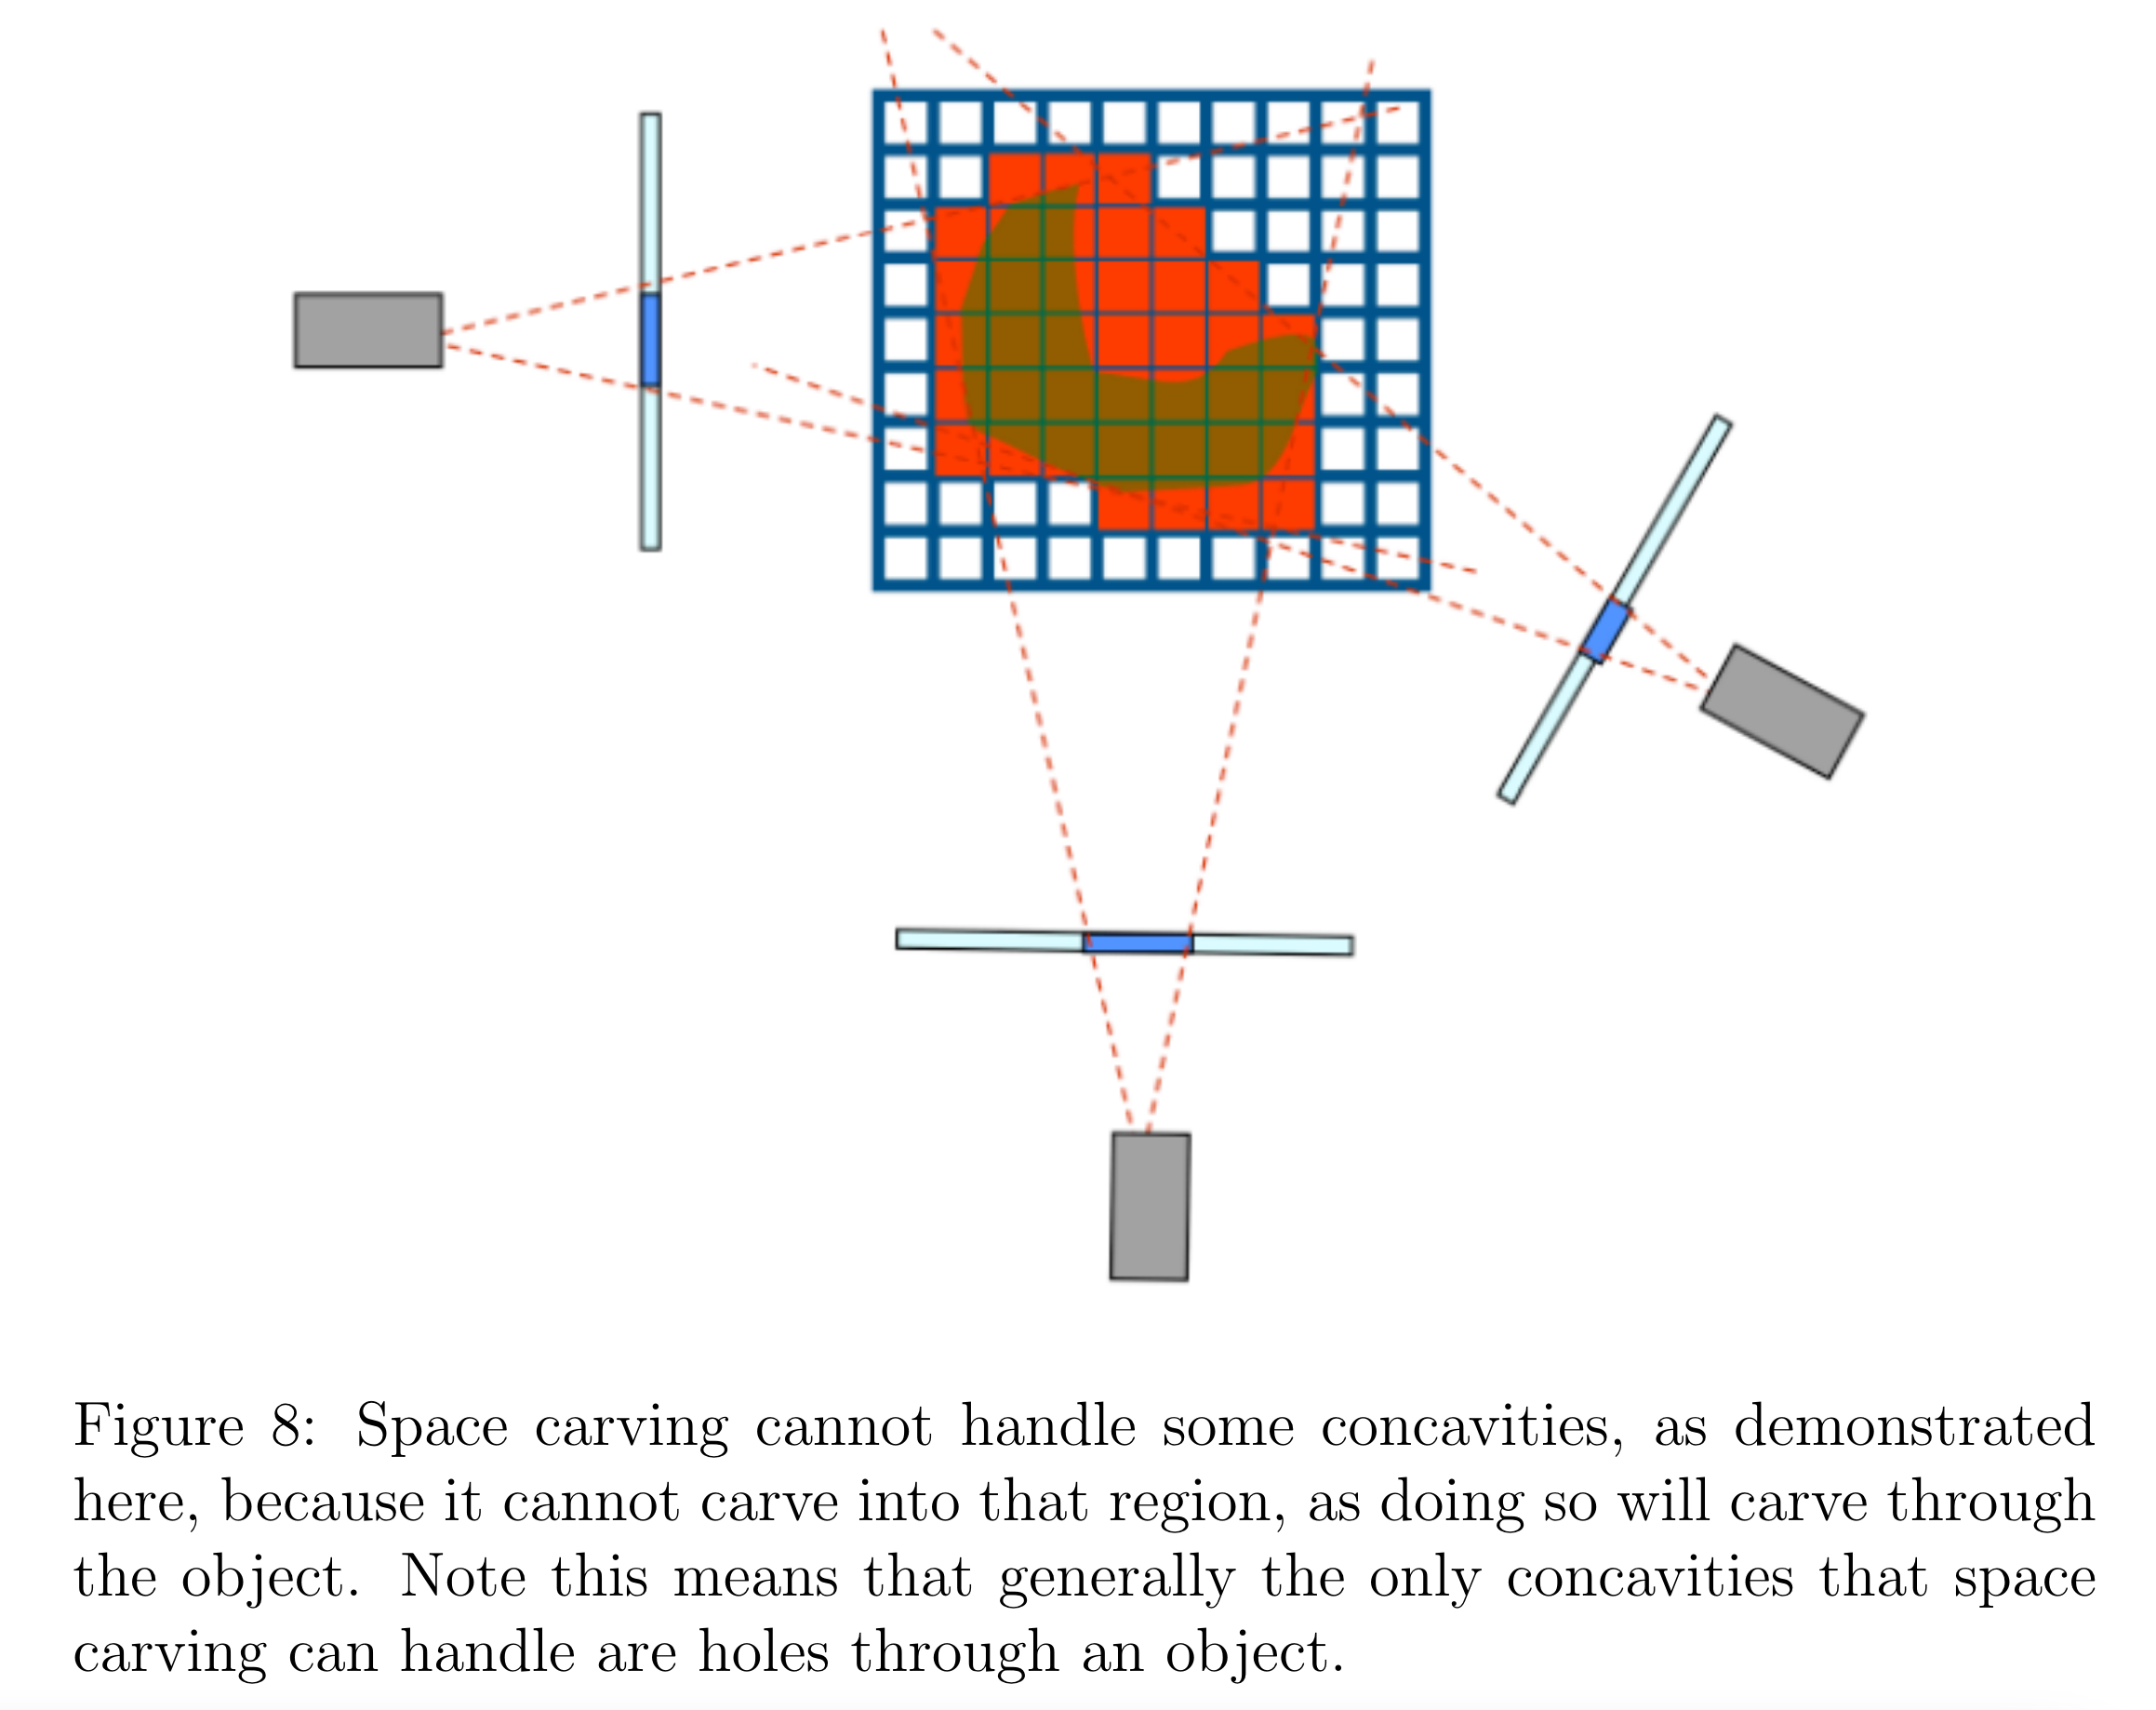 Figure 8: Space carving cannot handle some concavities, as demonstrated
here, because it cannot carve into that region, as doing so will carve through
the object. Note this means that generally the only concavities that space
carving can handle are holes through an object.